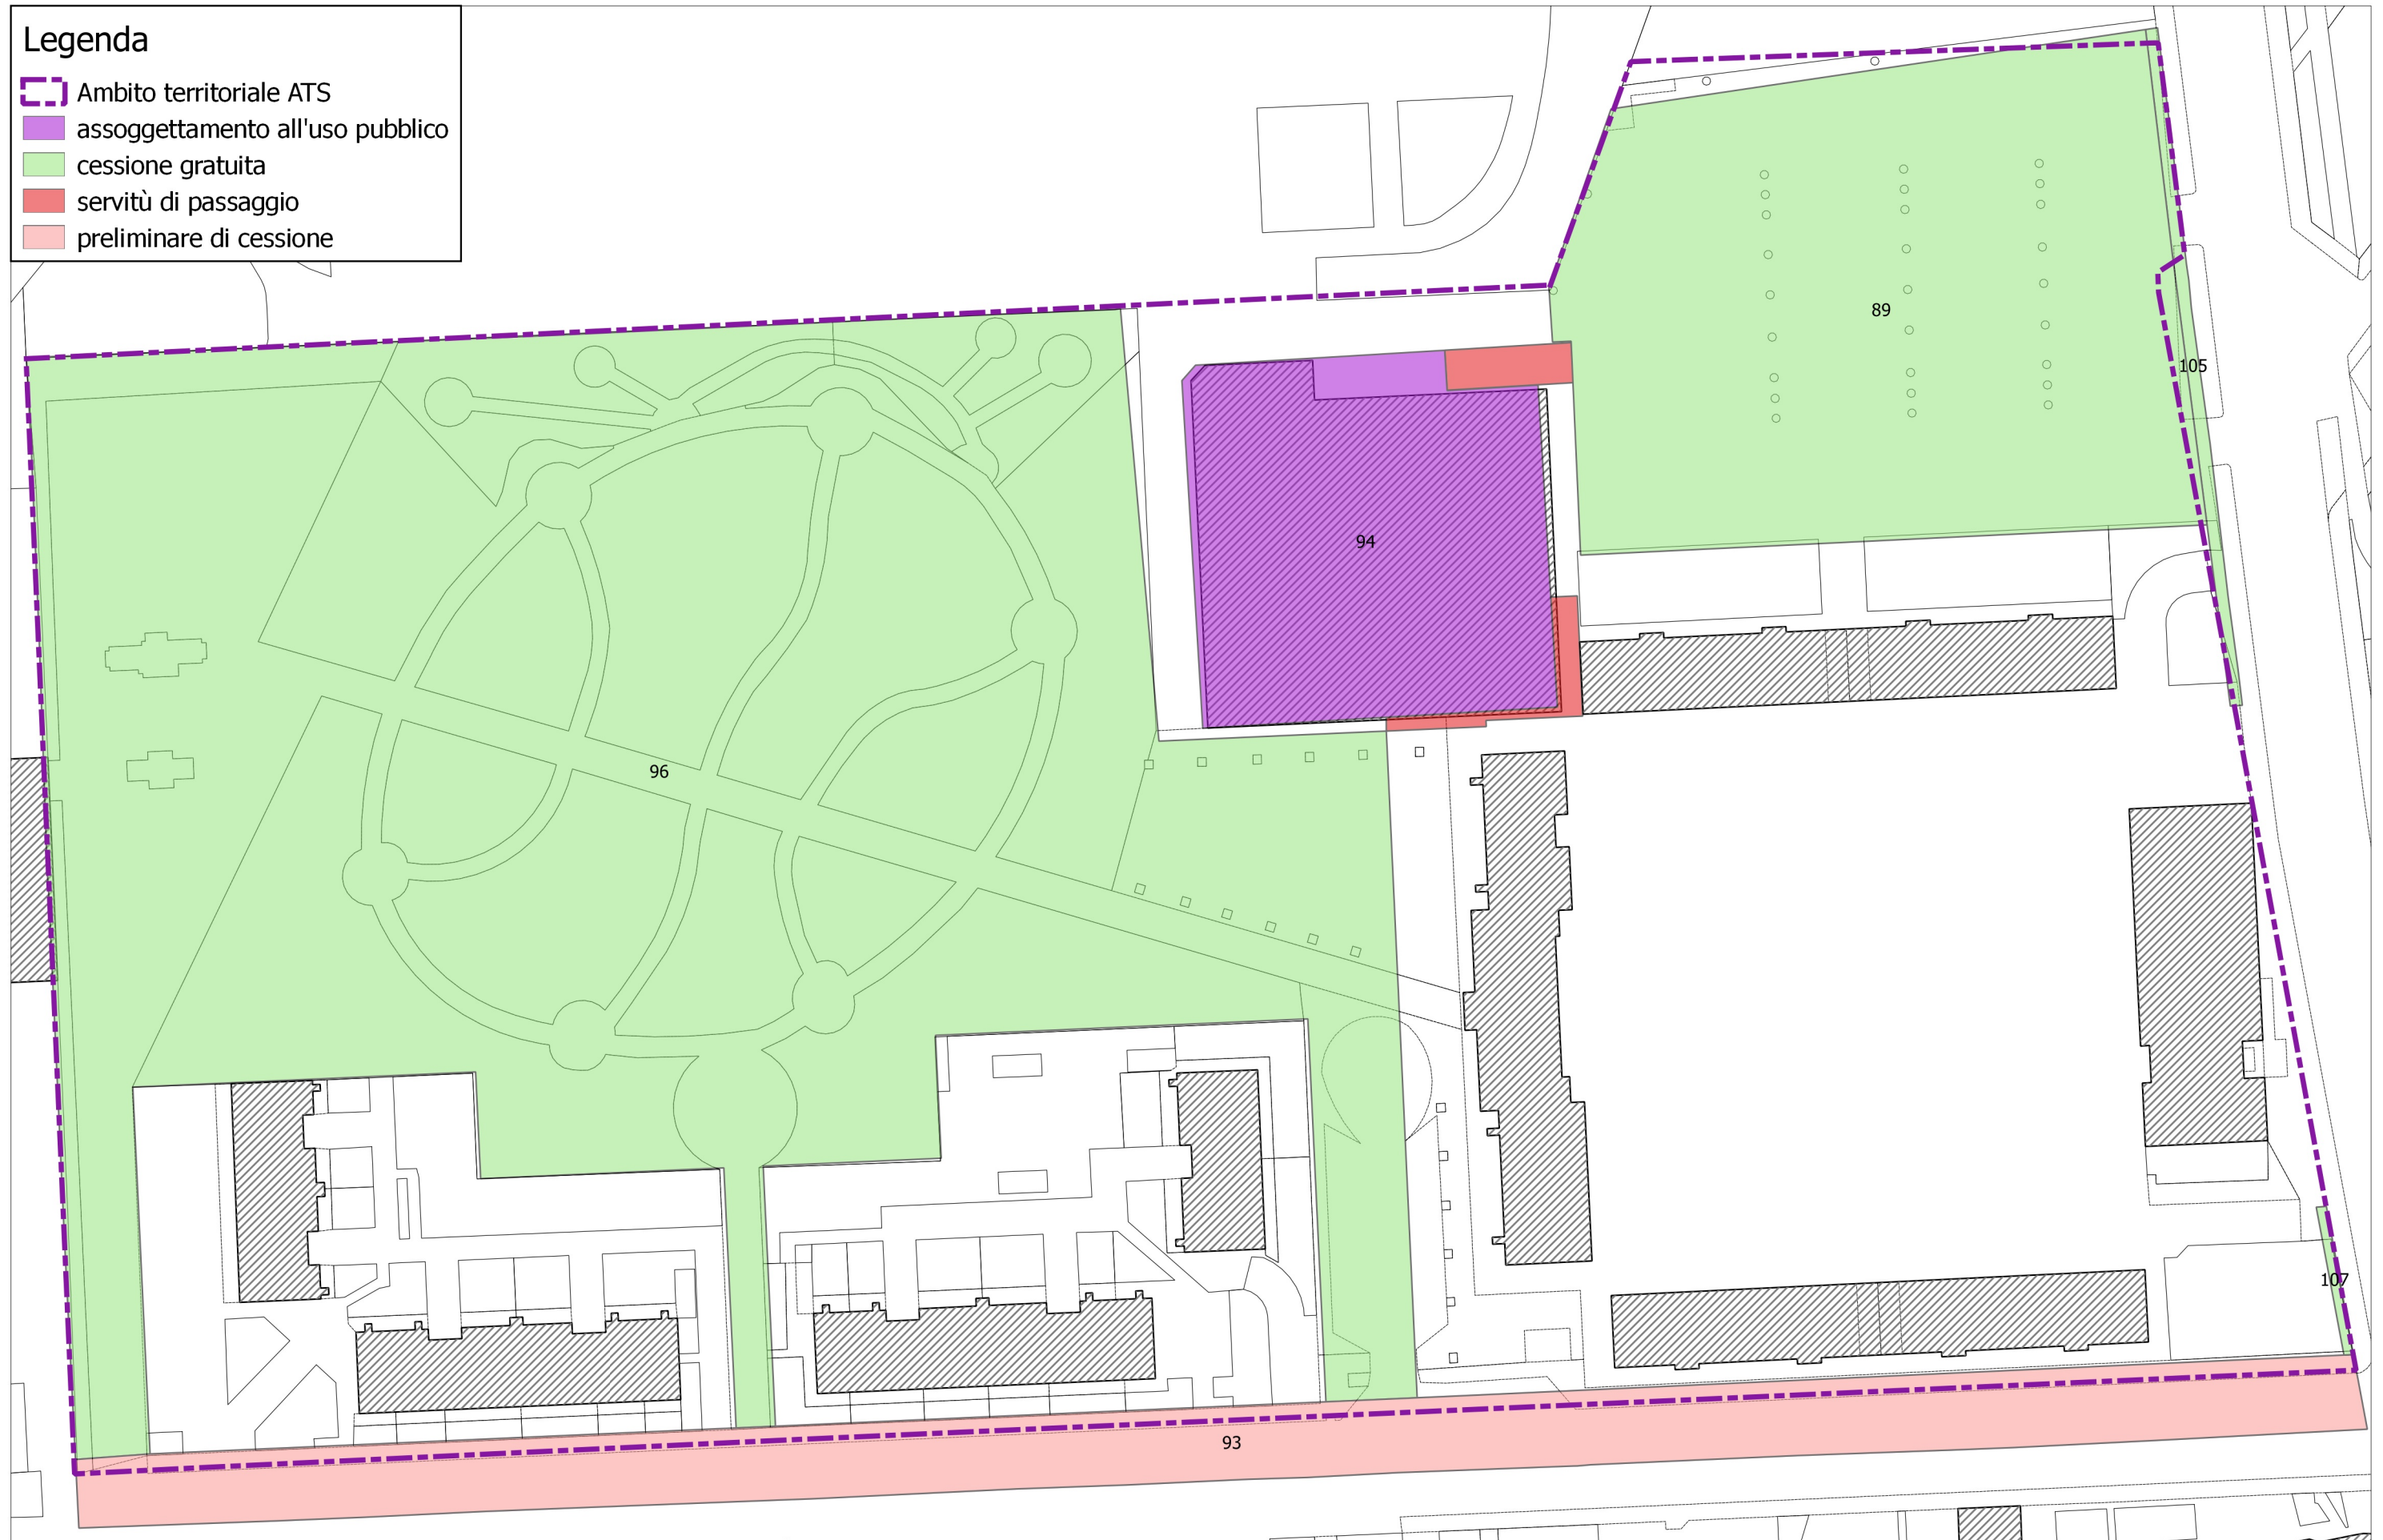 Legenda
Ambito territoriale ATS
assoggettamento all'uso pubblico
cessione gratuita
servitù di passaggio
preliminare di cessione
89
105
94
96
107
93